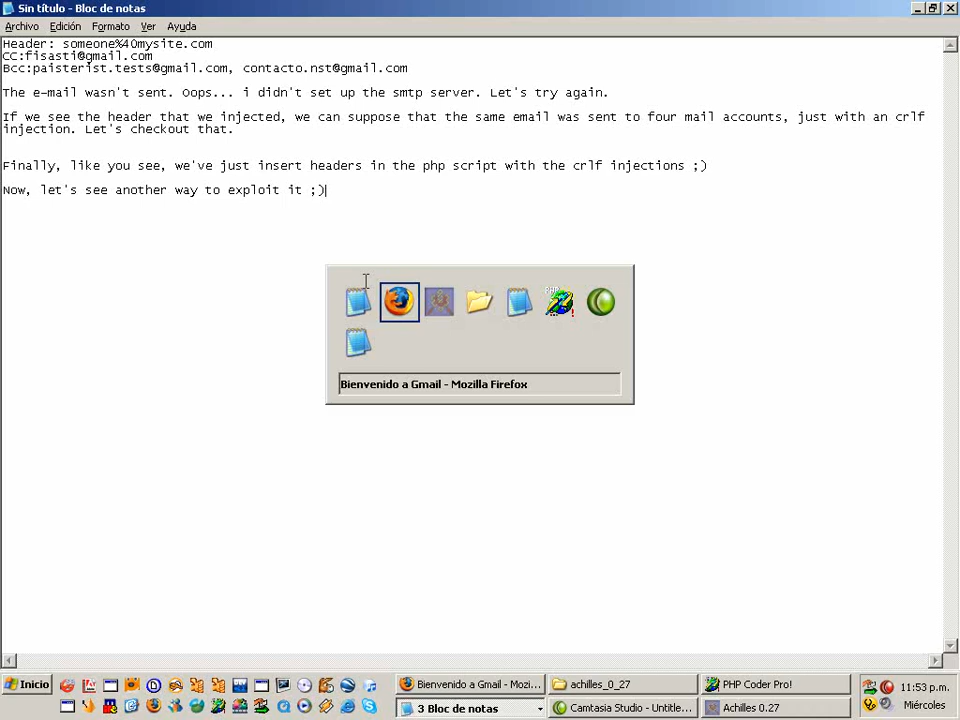 Sin título - Bloc de notas
Archivo Edición Formato Ver Ayuda
Header: someone%40mysite.com
CC:fisasti@gmail.com
Bcc:paisterist.tests@gmail.com, contacto.nst@gmail.com
The e-mail wasn't sent. Oops... i didn't set up the smtp server. Let's try again.
If we see the header that we injected, we can suppose that the same email was sent to four mail accounts, just with an crlf
injection. Let's checkout that.
Finally, like you see, we've just insert headers in the php script with the crlf injections ;)
Now, let's see another way to exploit it ;)
Bienvenido a Gmail - Mozilla Firefox
Inicio
Bienvenido a Gmail - Mozi...
achilles_0_27
PHP Coder Pro!
11:53 p.m.
3 Bloc de notas
Camtasia Studio - Untitle...
Achilles 0.27
Miércoles